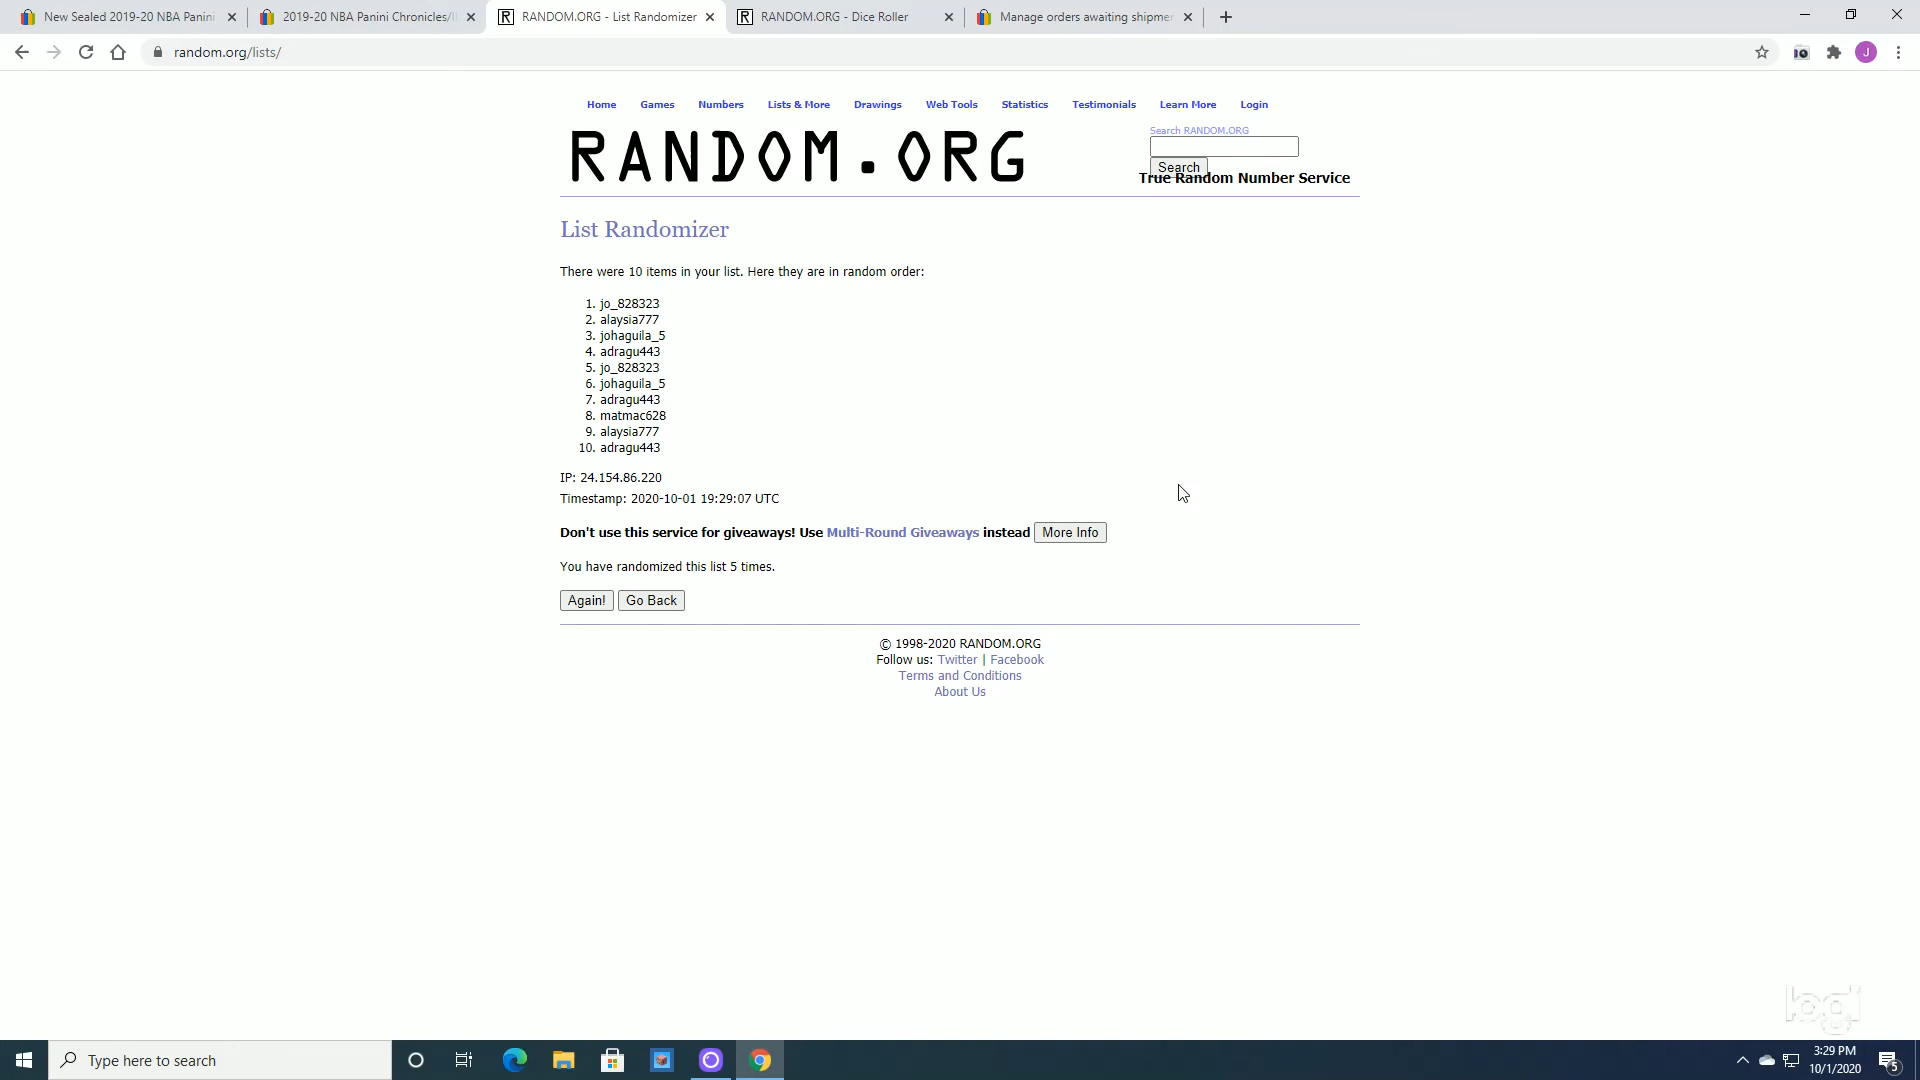 New Sealed 2019-20 NBA Panini
2019-20 NBA Panini Chronicles/
RANDOM.ORG - List Randomizer
RANDOM.ORG - Dice Roller
Manage orders awaiting shipmen
random.org/lists/
J
Home Games Numbers Lists & More Drawings Web Tools Statistics Testimonials Learn More Login
RANDOM.ORG
Search RANDOM.ORG
Search
True Random Number Service
List Randomizer
There were 10 items in your list. Here they are in random order:
1. jo_828323
2. alaysia777
3. johaguila_5
4. adragu443
5. jo_828323
6. johaguila_5
7. adragu443
8. matmac628
9. alaysia777
10. adragu443
IP: 24.154.86.220
Timestamp: 2020-10-01 19:29:07 UTC
Don't use this service for giveaways! Use Multi-Round Giveaways instead More Info
You have randomized this list 5 times.
Again! Go Back
© 1998-2020 RANDOM.ORG
Follow us: Twitter | Facebook
Terms and Conditions
About Us
logi
Type here to search
3:29 PM
10/1/2020
5